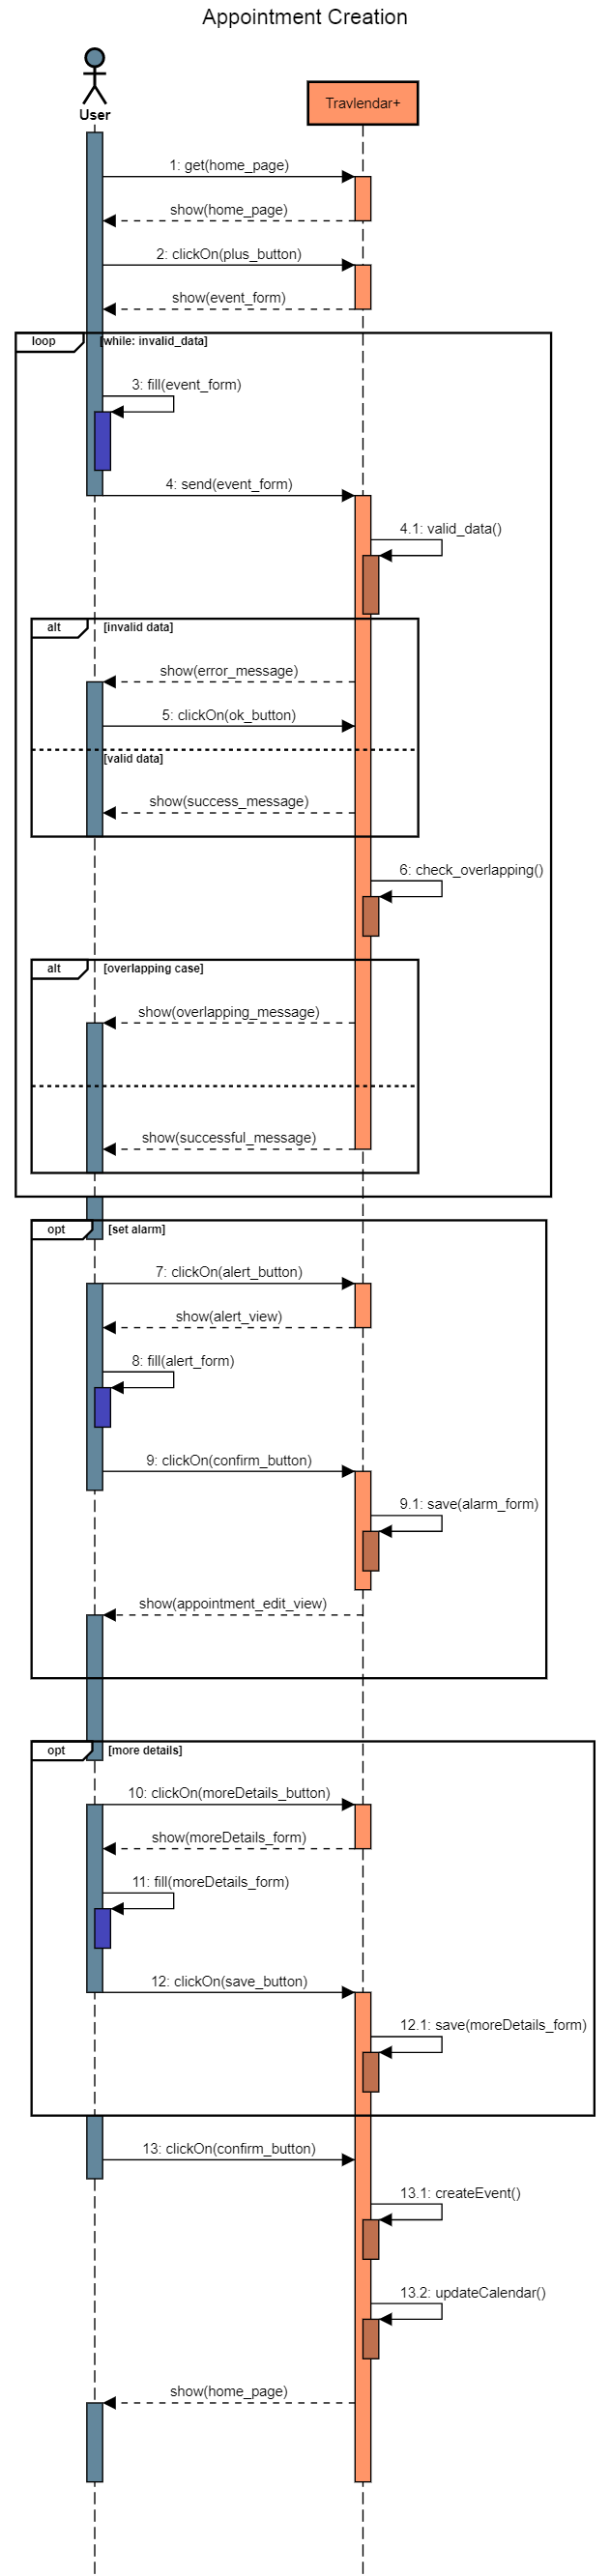 Appointment Creation
User
Travlendar+
1: get(home_page)
show(home_page)
2: clickOn(plus_button)
show(event_form)
loop
[while: invalid_data]
3: fill(event_form)
4: send(event_form)
4.1: valid_data()
alt
[invalid data]
show(error_message)
5: clickOn(ok_button)
[valid data]
show(success_message)
6: check_overlapping()
alt
[overlapping case]
show(overlapping_message)
show(successful_message)
opt
[set alarm]
7: clickOn(alert_button)
show(alert_view)
8: fill(alert_form)
9: clickOn(confirm_button)
9.1: save(alarm_form)
show(appointment_edit_view)
opt
[more details]
10: clickOn(moreDetails_button)
show(moreDetails_form)
11: fill(moreDetails_form)
12: clickOn(save_button)
12.1: save(moreDetails_form)
13: clickOn(confirm_button)
13.1: createEvent()
13.2: updateCalendar()
show(home_page)